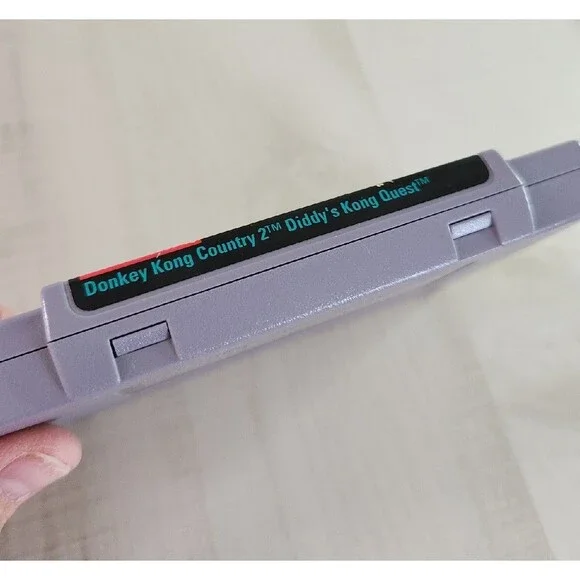 Donkey Kong Country 2™ Diddy's Kong Quest™